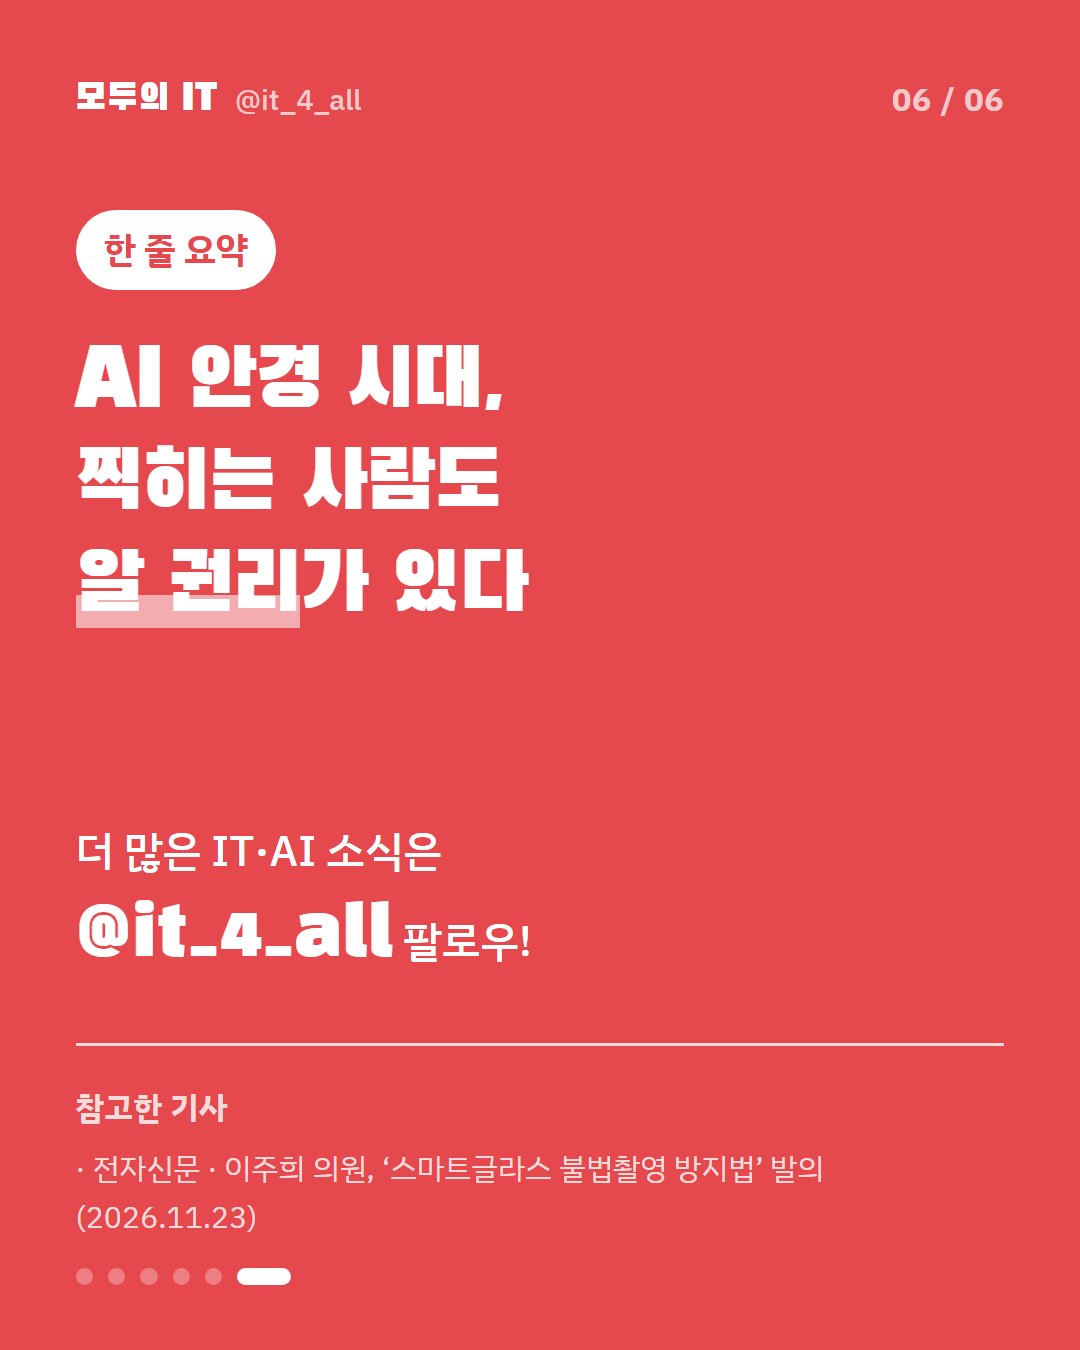 모두의 IT @it_4_all
06 / 06
한 줄 요약
AI 안경 시대,
찍히는 사람도
알 권리가 있다
더 많은 IT·AI 소식은
@it_4_all 팔로우!
참고한 기사
· 전자신문 · 이주희 의원, ‘스마트글라스 불법촬영 방지법’ 발의
(2026.11.23)